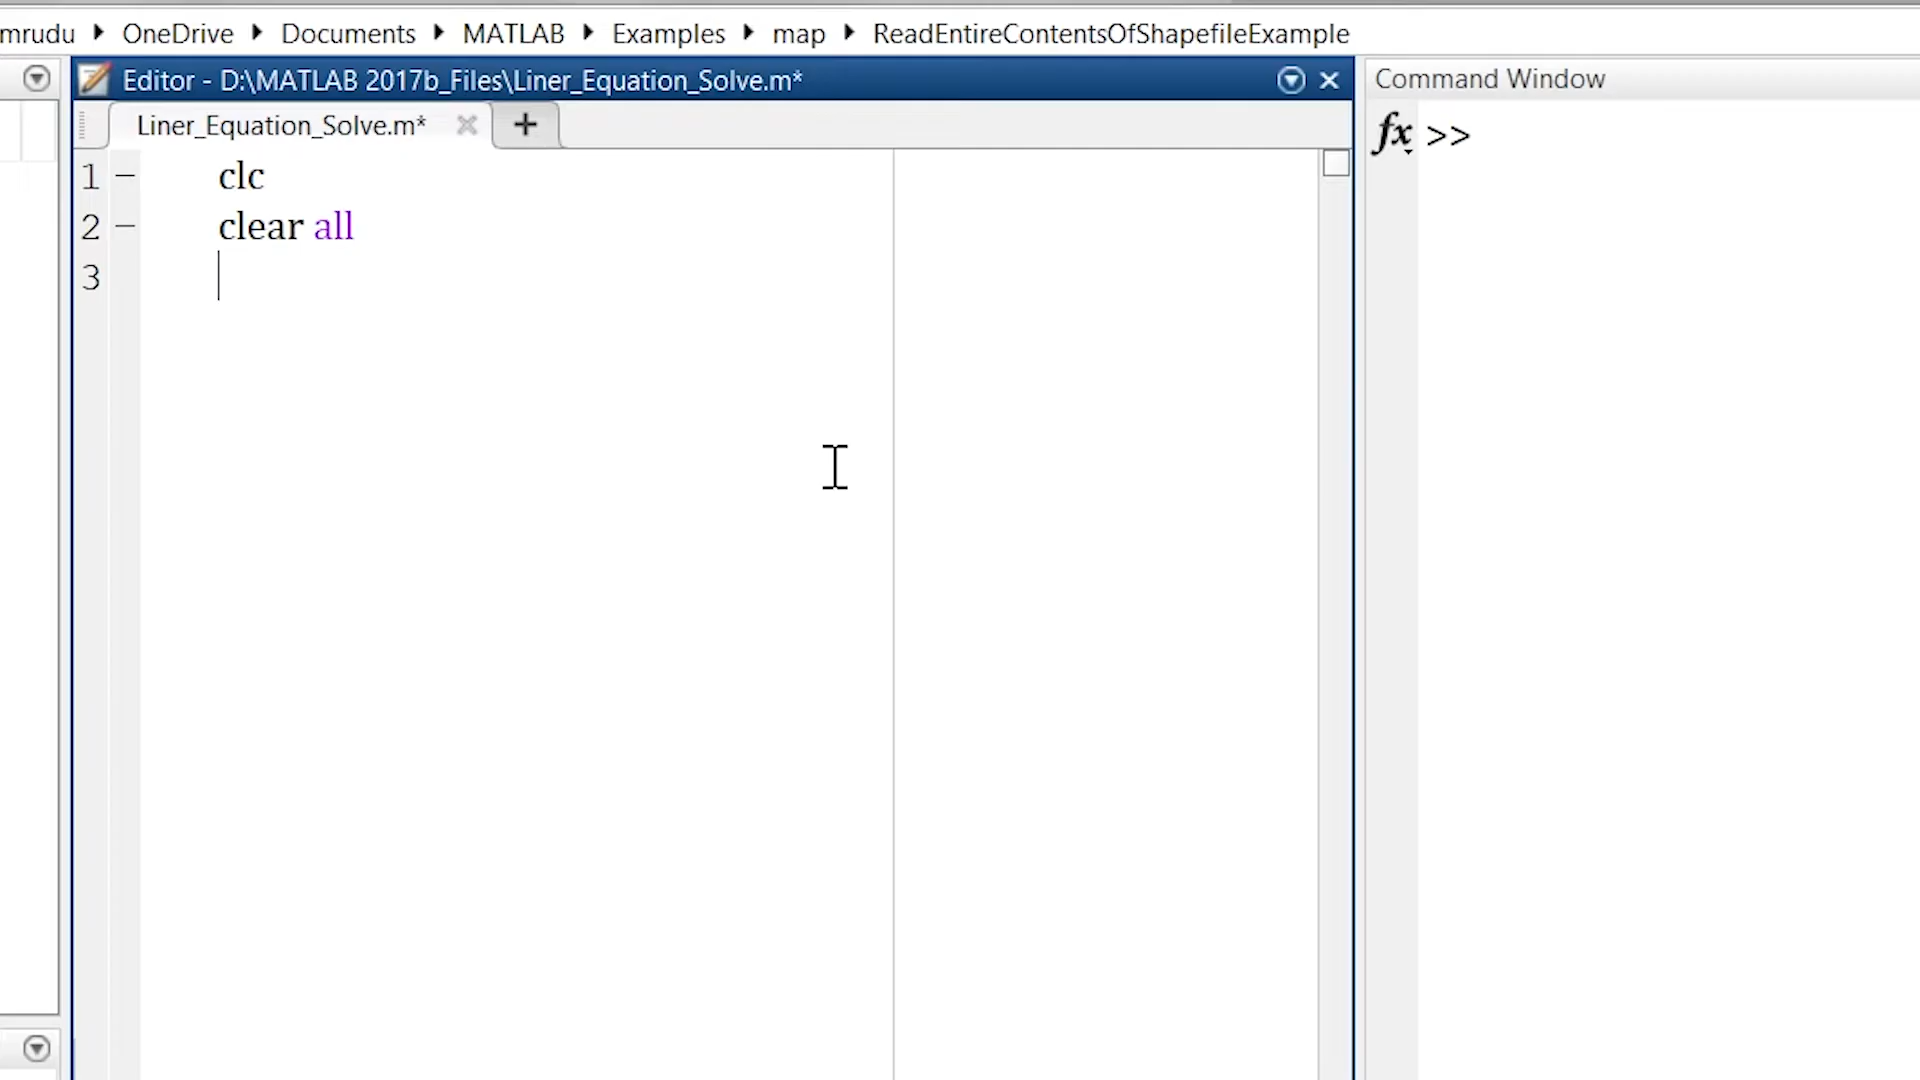 mrudu ▶ OneDrive ▶ Documents ▶ MATLAB ▶ Examples ▶ map ▶ ReadEntireContentsOfShapefileExample
Editor - D:\MATLAB 2017b_Files\Liner_Equation_Solve.m*
Command Window
Liner_Equation_Solve.m*
fx >>
1 clc
2 clear all
3